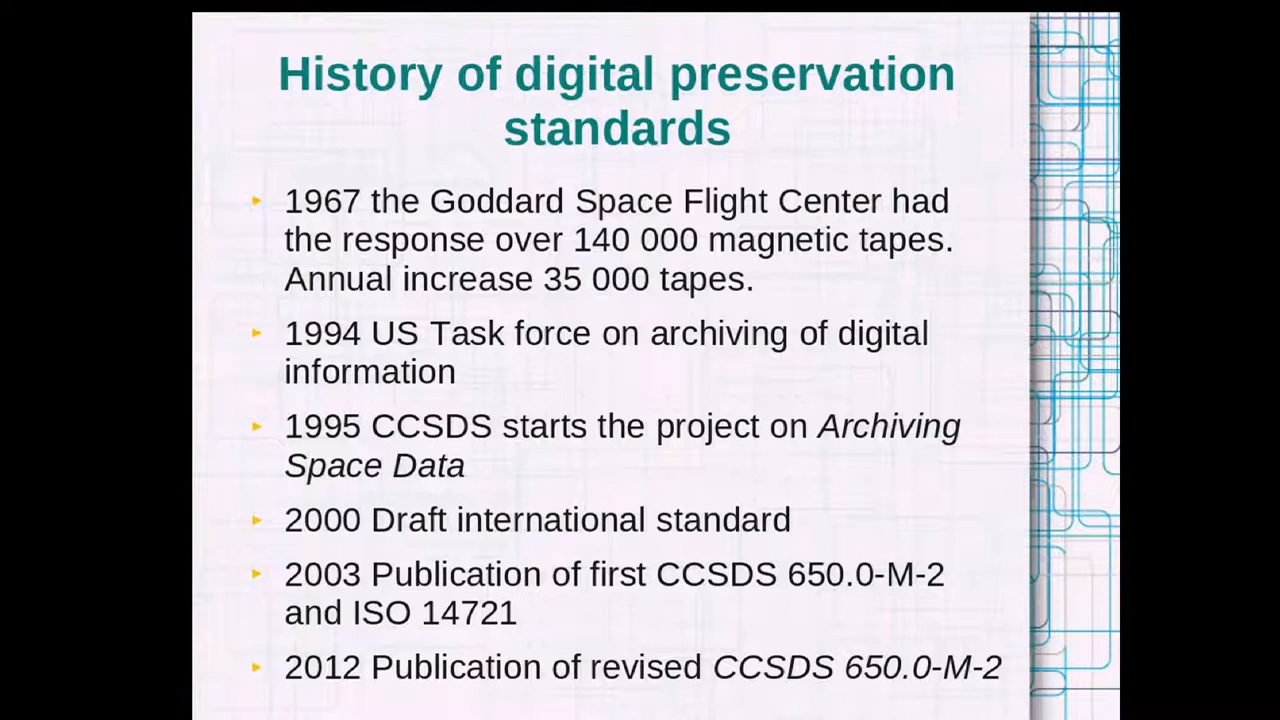 History of digital preservation
standards
1967 the Goddard Space Flight Center had
the response over 140 000 magnetic tapes.
Annual increase 35 000 tapes.
1994 US Task force on archiving of digital
information
1995 CCSDS starts the project on Archiving
Space Data
2000 Draft international standard
2003 Publication of first CCSDS 650.0-M-2
and ISO 14721
2012 Publication of revised CCSDS 650.0-M-2